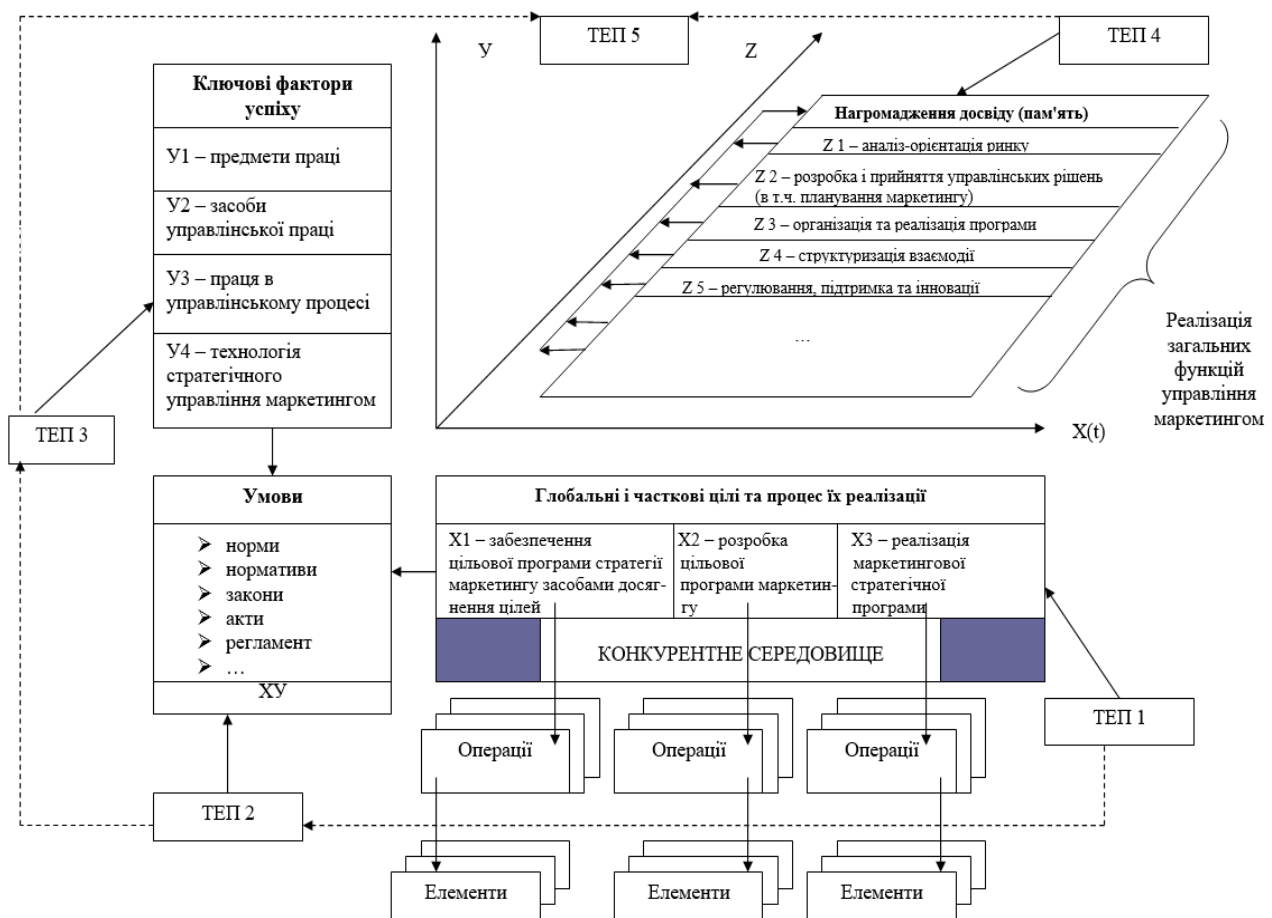 ТЕП 5
ТЕП 4
У
Z
Ключові фактори
успіху
У1 – предмети праці
У2 – засоби
управлінської праці
У3 – праця в
управлінському процесі
У4 – технологія
стратегічного
управління маркетингом
Нагромадження досвіду (пам'ять)
Z 1 – аналіз-орієнтація ринку
Z 2 – розробка і прийняття управлінських рішень
(в т.ч. планування маркетингу)
Z 3 – організація та реалізація програми
Z 4 – структуризація взаємодії
Z 5 – регулювання, підтримка та інновації
...
Реалізація
загальних
функцій
управління
маркетингом
X(t)
ТЕП 3
Умови
норми
нормативи
закони
акти
регламент
...
ХУ
Глобальні і часткові цілі та процес їх реалізації
Х1 – забезпечення
цільової програми стратегії
маркетингу засобами досяг-
нення цілей
Х2 – розробка
цільової
програми маркетин-
гу
Х3 – реалізація
маркетингової
стратегічної
програми
КОНКУРЕНТНЕ СЕРЕДОВИЩЕ
ТЕП 1
Операції
Операції
Операції
ТЕП 2
Елементи
Елементи
Елементи